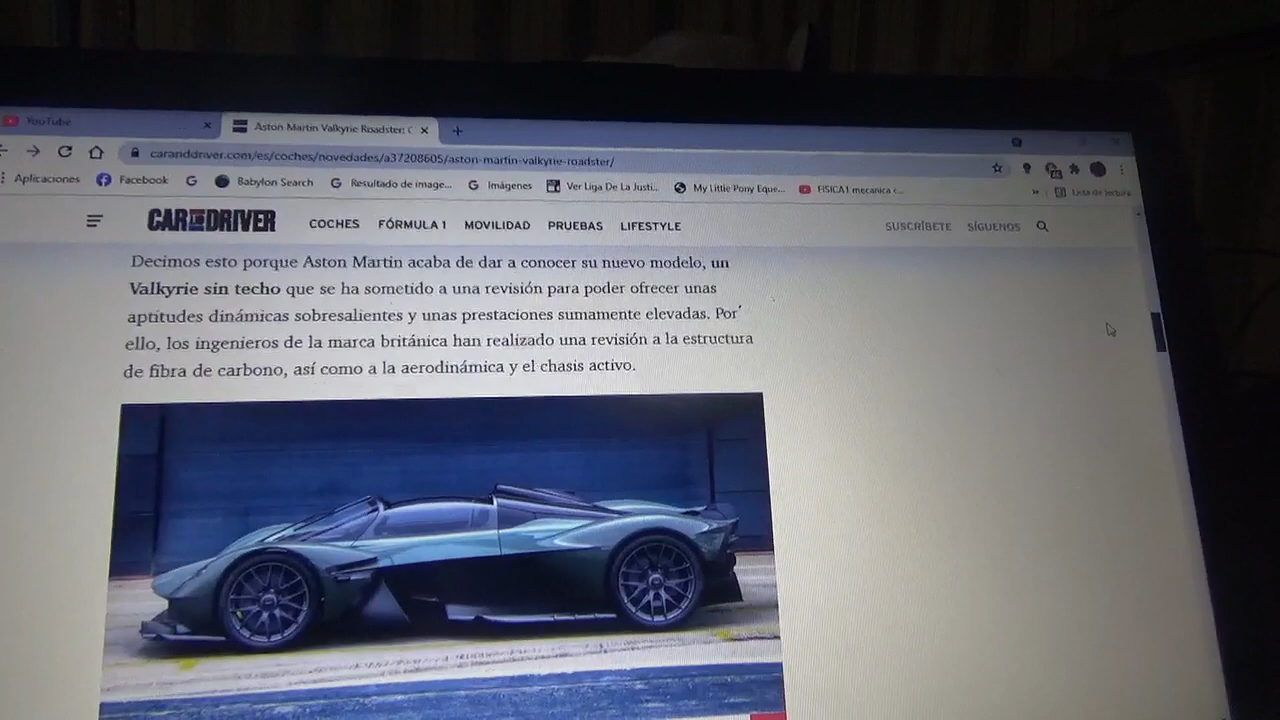 YouTube
Aston Martin Valkyrie Roadster: C
caranddriver.com/es/coches/novedades/a37208605/aston-martin-valkyrie-roadster/
Aplicaciones Facebook Babylon Search Resultado de image... Imágenes Ver Liga De La Justi... My Little Pony Eque... FISICA1 mecanica c... » Lista de lectura
CAR AND DRIVER COCHES FÓRMULA 1 MOVILIDAD PRUEBAS LIFESTYLE SUSCRÍBETE SÍGUENOS
Decimos esto porque Aston Martin acaba de dar a conocer su nuevo modelo, un
Valkyrie sin techo que se ha sometido a una revisión para poder ofrecer unas
aptitudes dinámicas sobresalientes y unas prestaciones sumamente elevadas. Por
ello, los ingenieros de la marca británica han realizado una revisión a la estructura
de fibra de carbono, así como a la aerodinámica y el chasis activo.